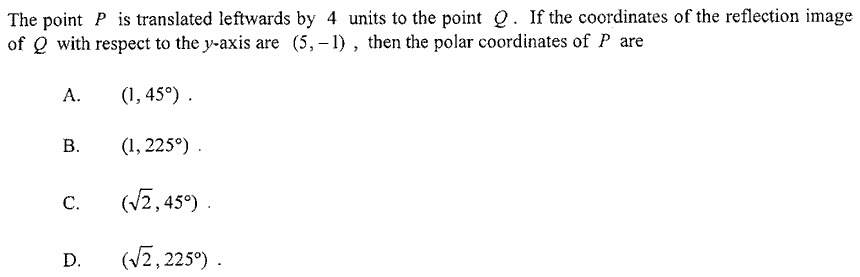 The point P is translated leftwards by 4 units to the point Q. If the coordinates of the reflection image
of Q with respect to the y-axis are (5, −1) , then the polar coordinates of P are
A. (1, 45°) .
B. (1, 225°) .
C. (√2, 45°) .
D. (√2, 225°) .